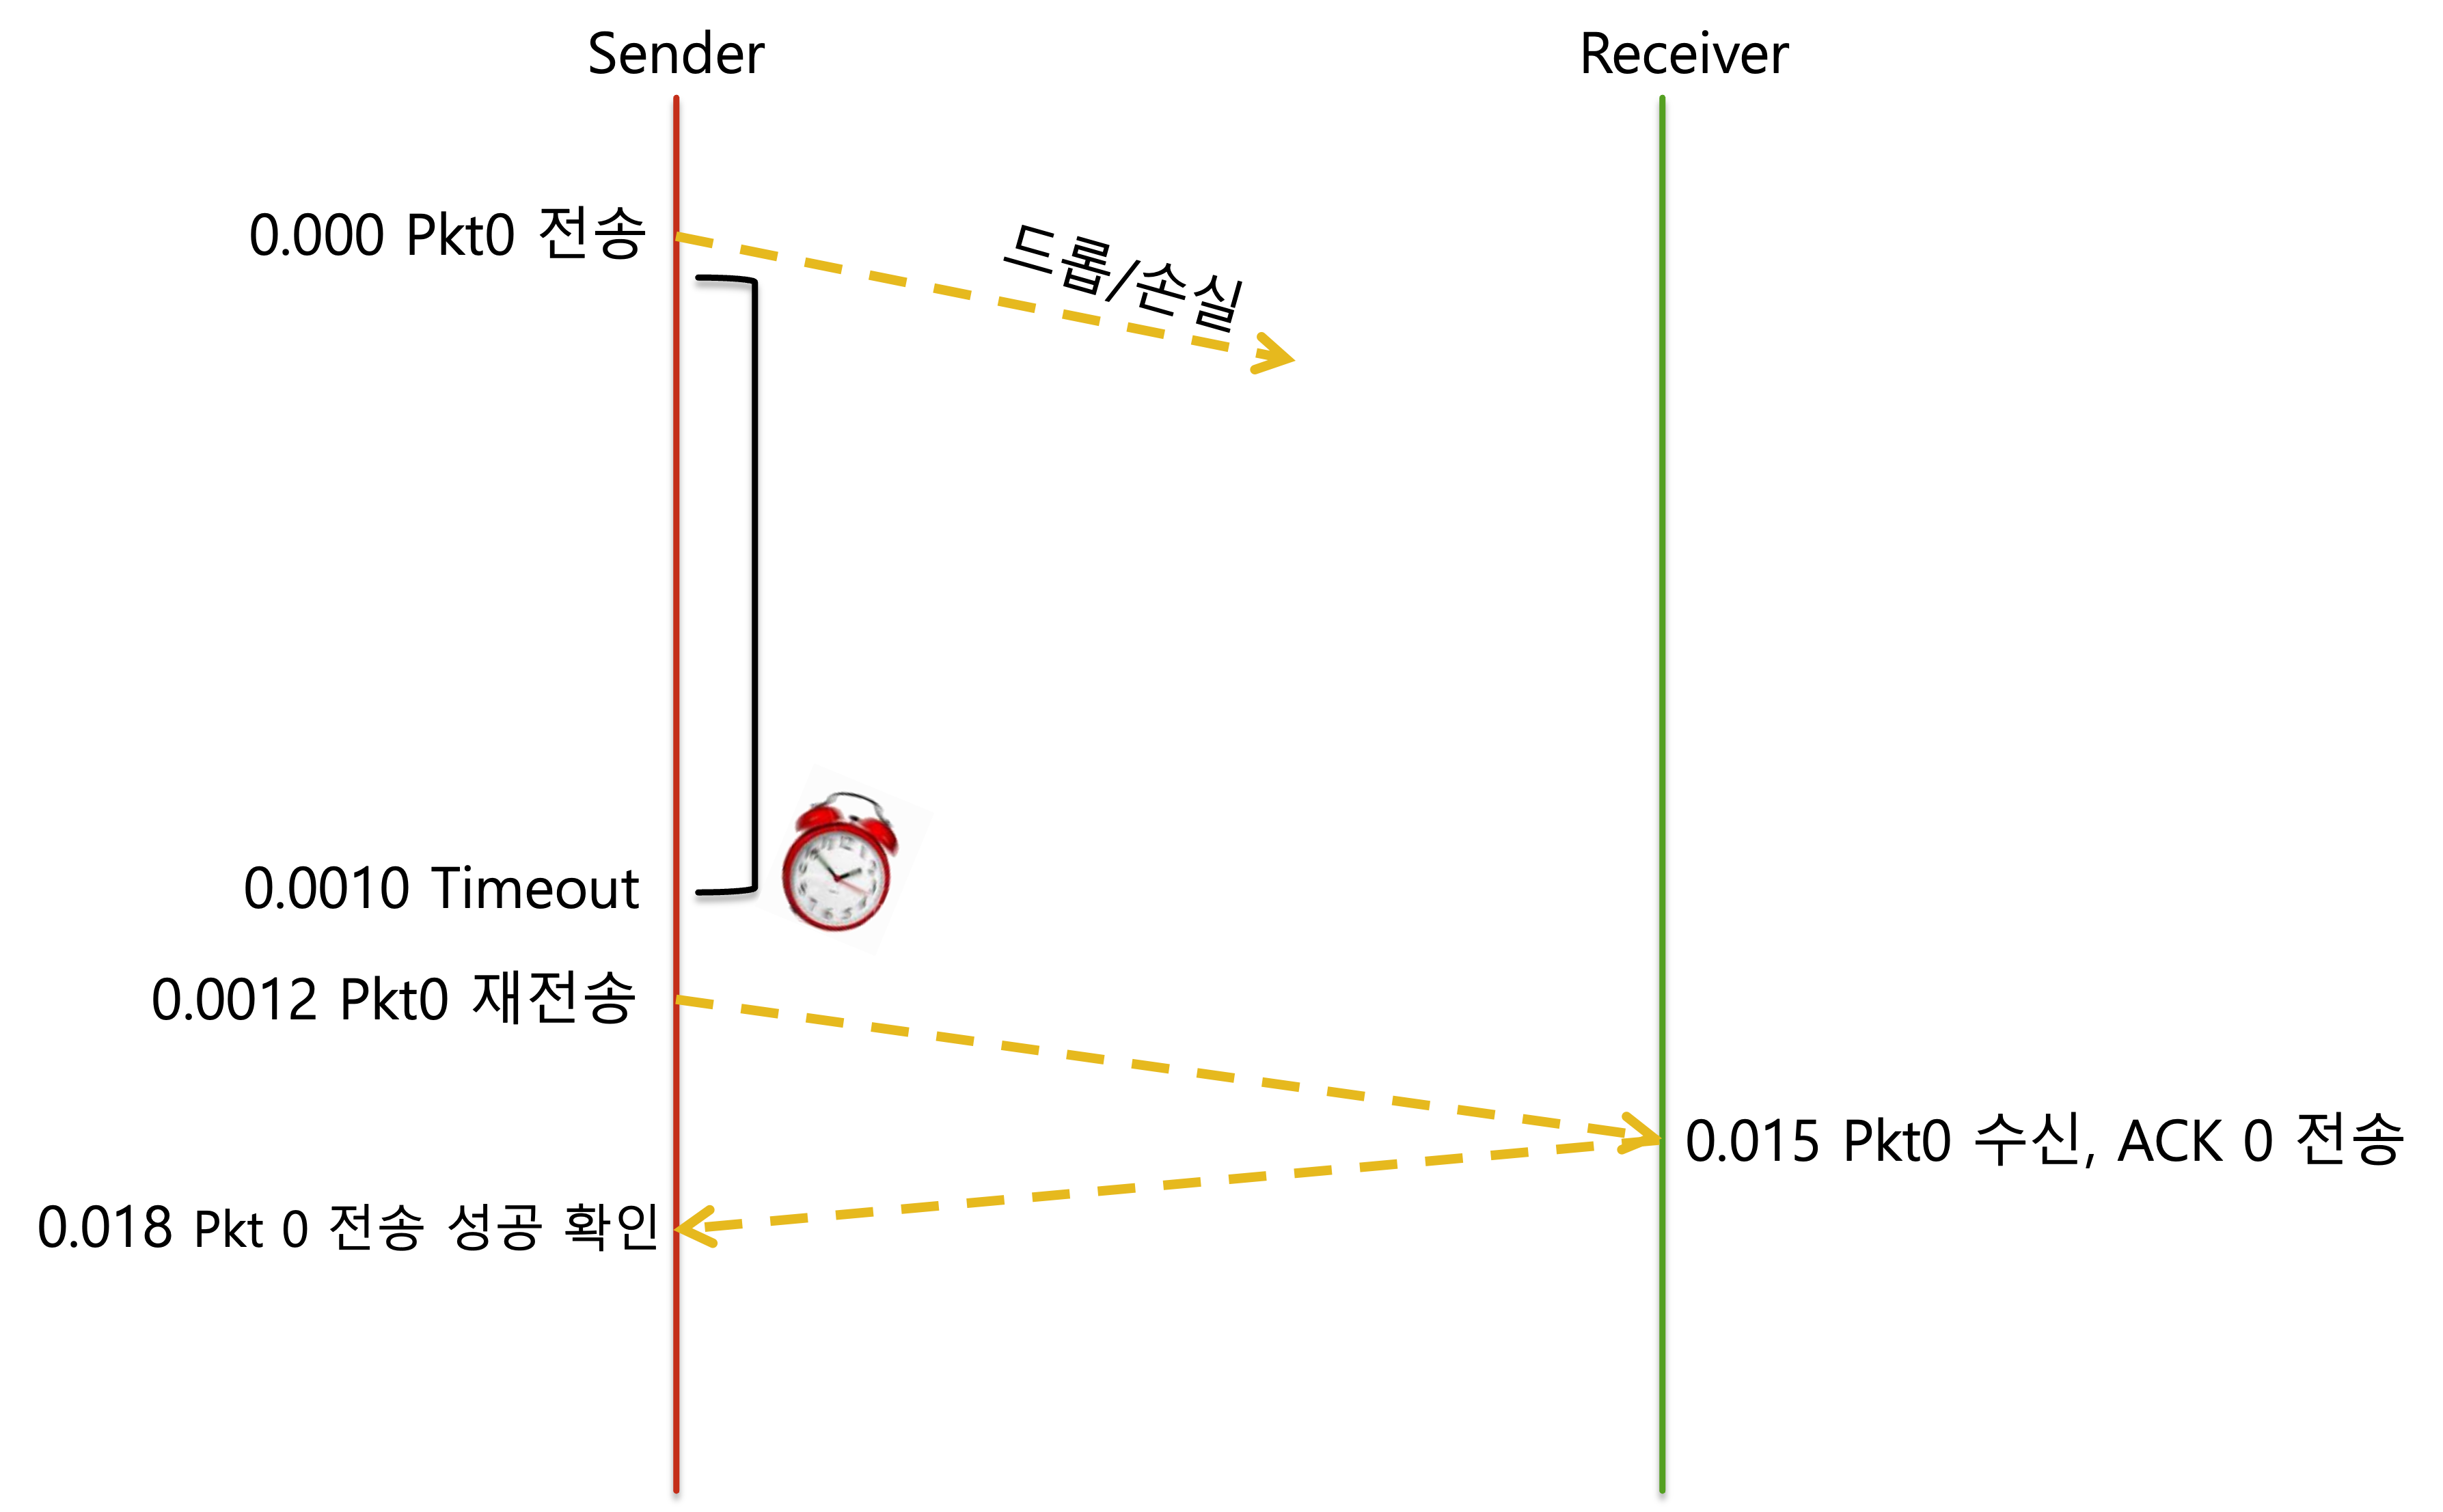 Sender
Receiver
0.000 Pkt0 전송
드롭/손실
0.0010 Timeout
0.0012 Pkt0 재전송
0.015 Pkt0 수신, ACK 0 전송
0.018 Pkt 0 전송 성공 확인